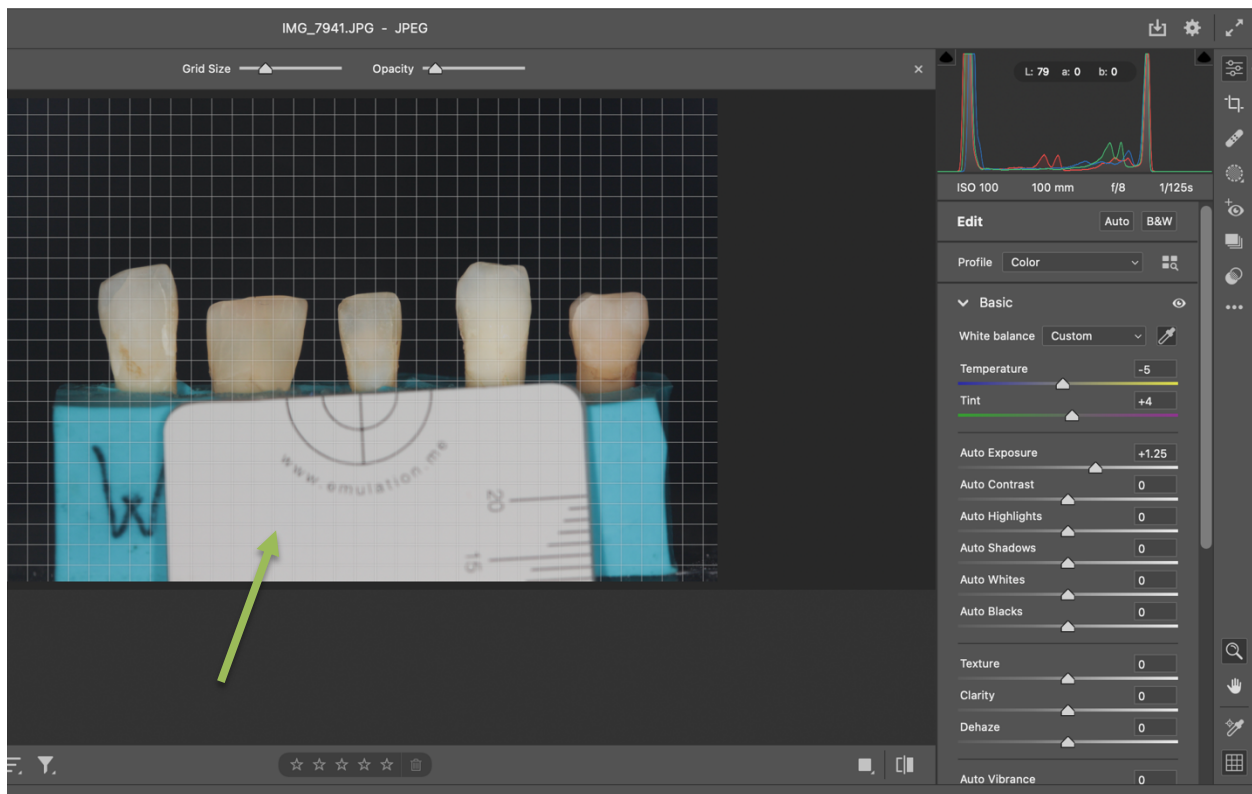 IMG_7941.JPG - JPEG
Grid Size Opacity ×
L: 79 a: 0 b: 0
ISO 100 100 mm f/8 1/125s
Edit Auto B&W
Profile Color
Basic
White balance Custom
Temperature -5
Tint +4
Auto Exposure +1.25
Auto Contrast 0
Auto Highlights 0
Auto Shadows 0
Auto Whites 0
Auto Blacks 0
Texture 0
Clarity 0
Dehaze 0
Auto Vibrance 0
www.emulation.me
20
15
W